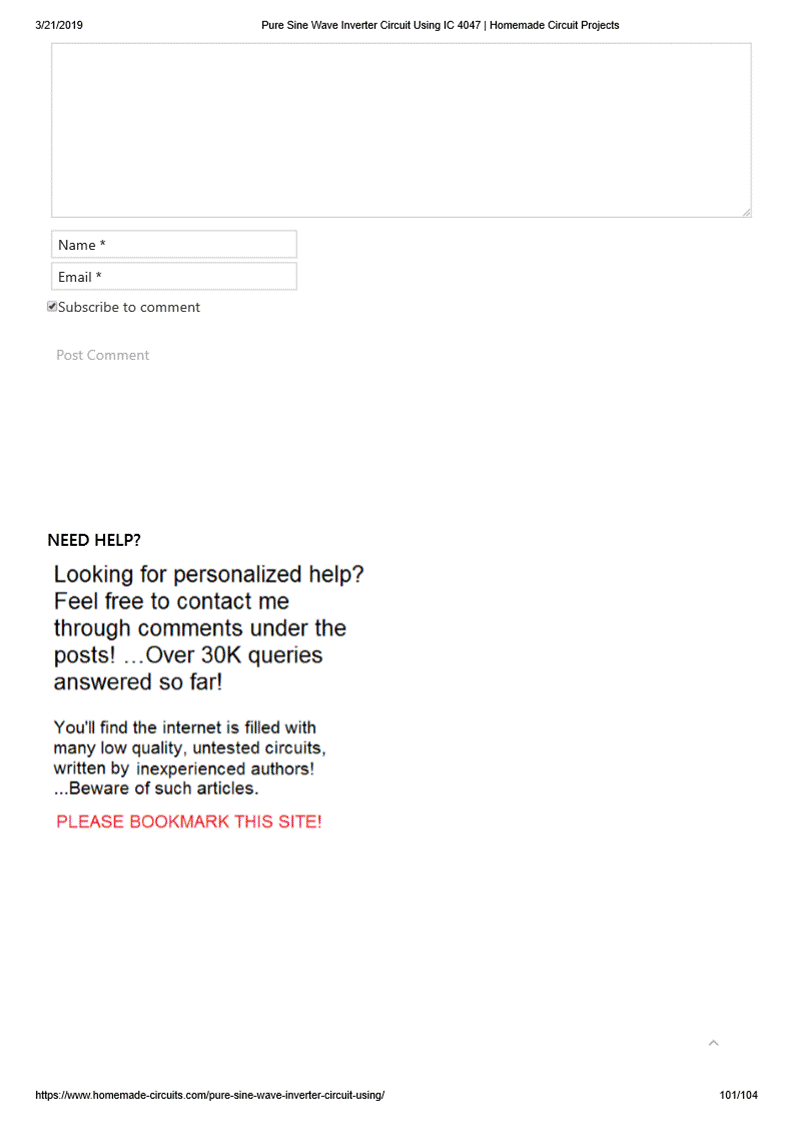 3/21/2019 Pure Sine Wave Inverter Circuit Using IC 4047 | Homemade Circuit Projects
Name *
Email *
Subscribe to comment
Post Comment
NEED HELP?
Looking for personalized help?
Feel free to contact me
through comments under the
posts! ...Over 30K queries
answered so far!
You'll find the internet is filled with
many low quality, untested circuits,
written by inexperienced authors!
...Beware of such articles.
PLEASE BOOKMARK THIS SITE!
https://www.homemade-circuits.com/pure-sine-wave-inverter-circuit-using/ 101/104